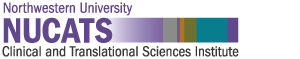 Northwestern University
NUCATS
Clinical and Translational Sciences Institute